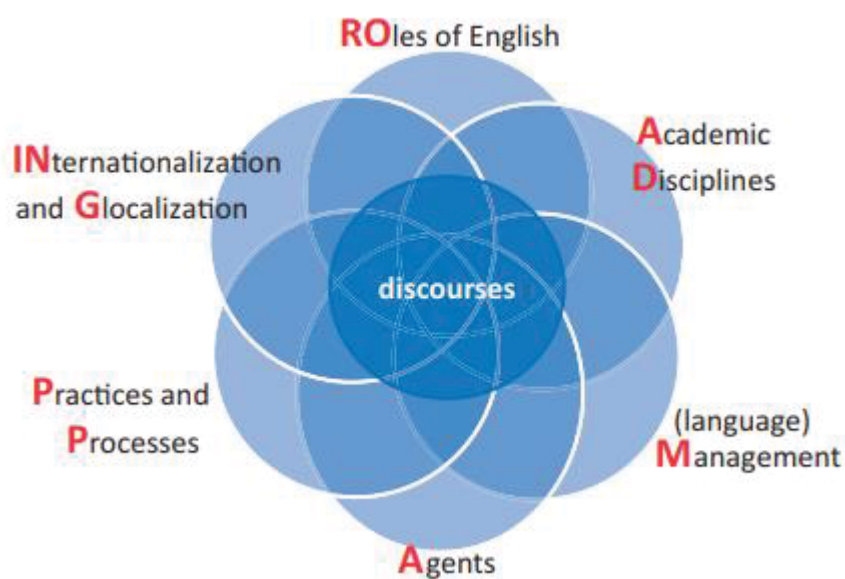 ROles of English
Academic
Disciplines
(language)
Management
Agents
Practices and
Processes
INternationalization
and Glocalization
discourses